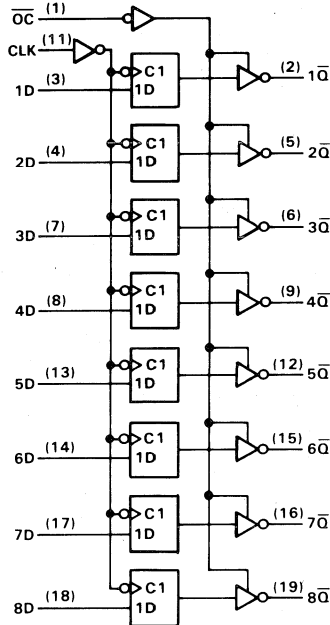 O̅C̅ (1)
CLK (11)
1D (3) C1 1D (2) 1Q̅
2D (4) C1 1D (5) 2Q̅
3D (7) C1 1D (6) 3Q̅
4D (8) C1 1D (9) 4Q̅
5D (13) C1 1D (12) 5Q̅
6D (14) C1 1D (15) 6Q̅
7D (17) C1 1D (16) 7Q̅
8D (18) C1 1D (19) 8Q̅